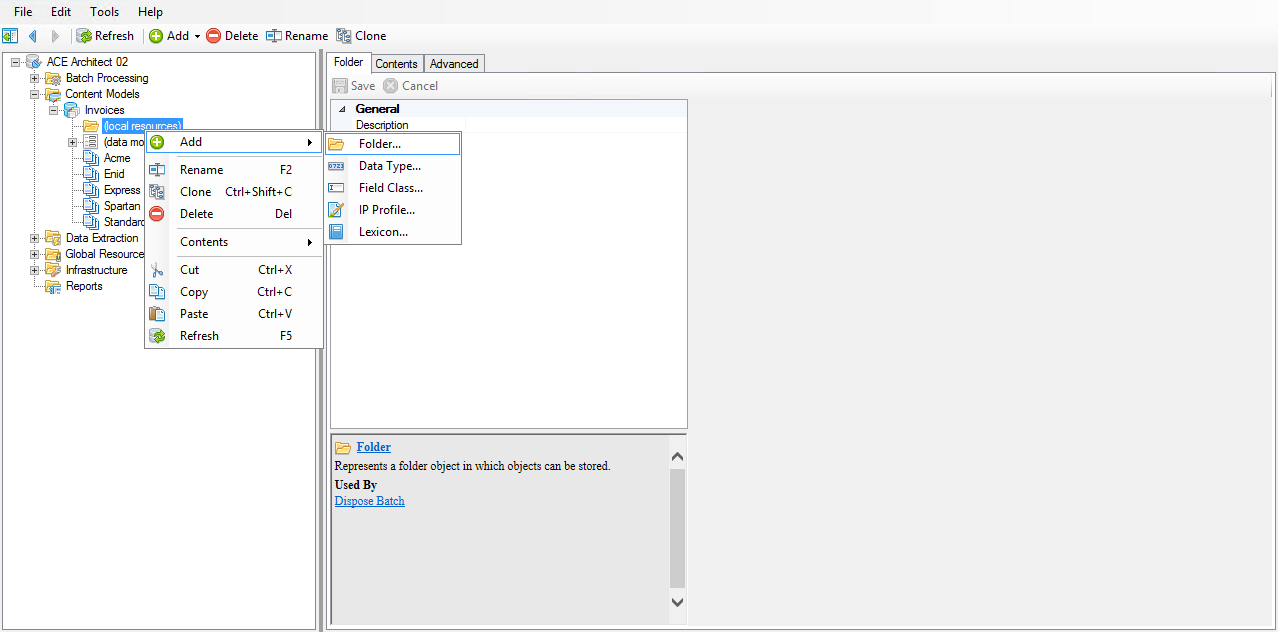 File Edit Tools Help
Refresh Add Delete Rename Clone
ACE Architect 02
Batch Processing
Content Models
Invoices
(local resources)
(data mo
Acme
Enid
Express
Spartan
Standard
Data Extraction
Global Resource
Infrastructure
Reports
Add
Rename F2
Clone Ctrl+Shift+C
Delete Del
Contents
Cut Ctrl+X
Copy Ctrl+C
Paste Ctrl+V
Refresh F5
Folder...
Data Type...
Field Class...
IP Profile...
Lexicon...
Folder Contents Advanced
Save Cancel
General
Description
Folder
Represents a folder object in which objects can be stored.
Used By
Dispose Batch